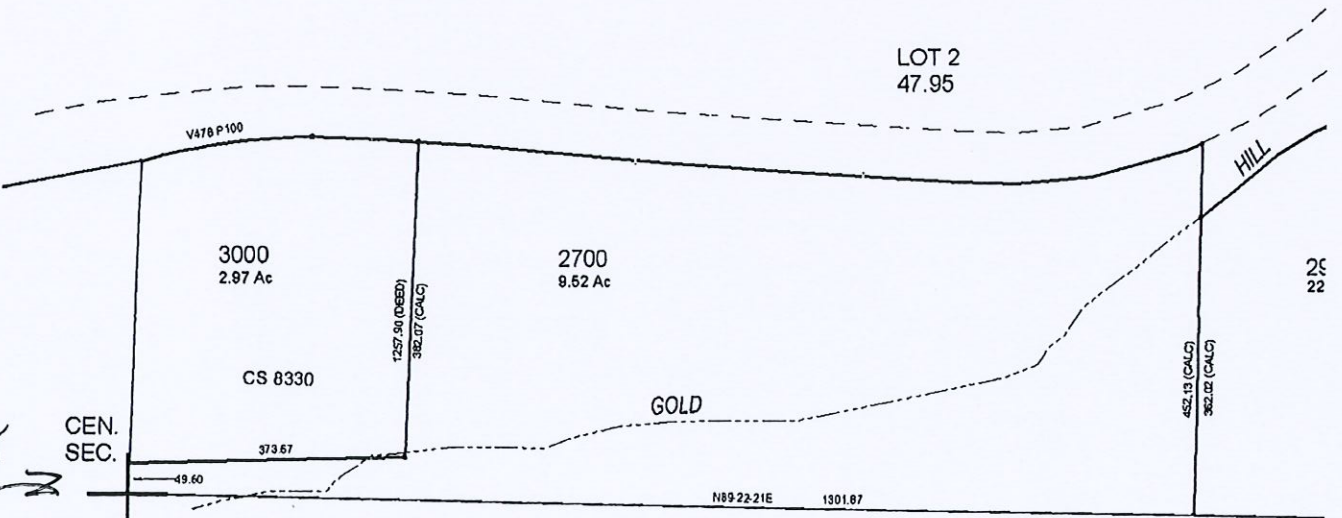 LOT 2
47.95
V478 P100
HILL
3000
2.97 Ac
2700
9.52 Ac
29
22
1257.90 (DEED)
382.07 (CALC)
CS 8330
452.13 (CALC)
362.02 (CALC)
GOLD
CEN.
SEC.
373.67
49.60
N89-22-21E
1301.87